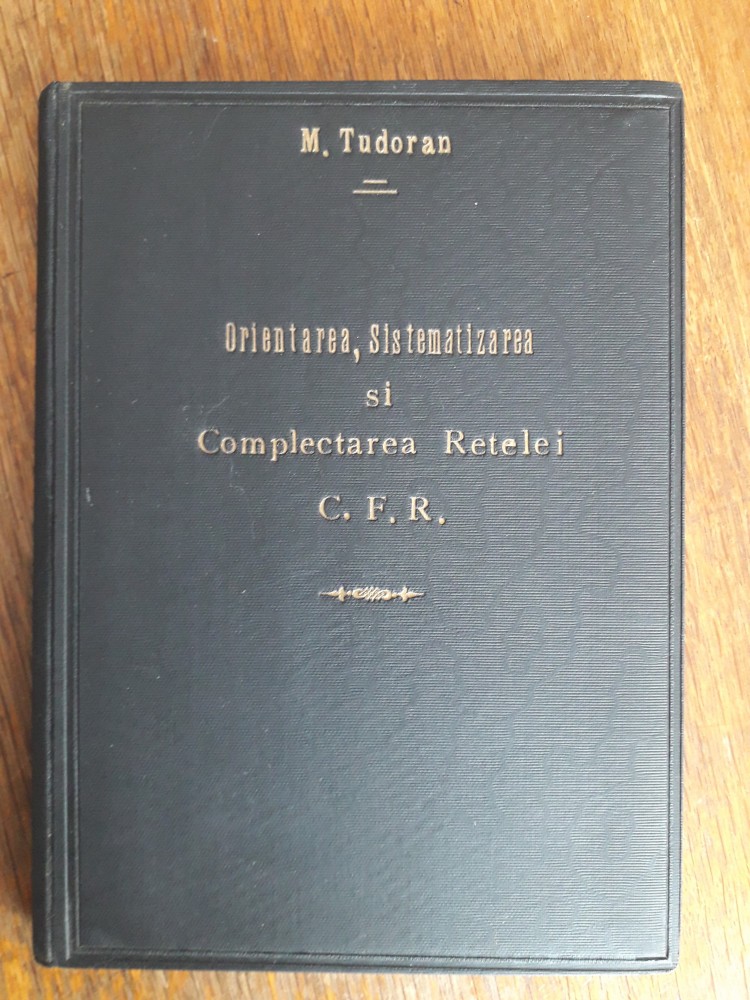 M. Tudoran
Orientarea, Sistematizarea
si
Complectarea Retelei
C. F. R.